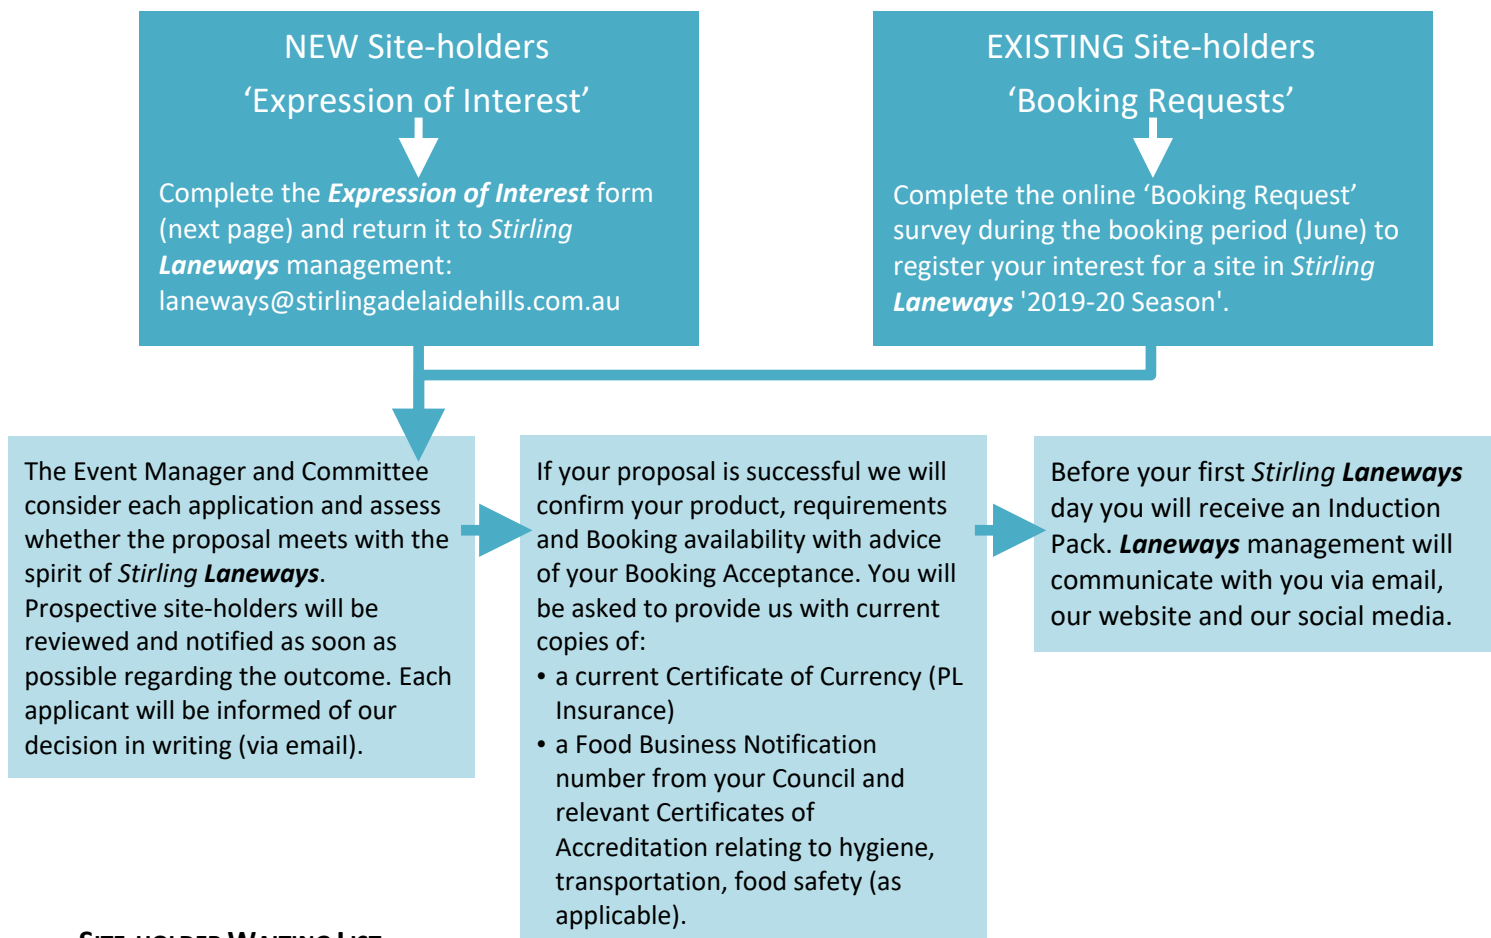 NEW Site-holders
‘Expression of Interest’
Complete the Expression of Interest form
(next page) and return it to Stirling
Laneways management:
laneways@stirlingadelaidehills.com.au
EXISTING Site-holders
‘Booking Requests’
Complete the online ‘Booking Request’
survey during the booking period (June) to
register your interest for a site in Stirling
Laneways '2019-20 Season'.
The Event Manager and Committee
consider each application and assess
whether the proposal meets with the
spirit of Stirling Laneways.
Prospective site-holders will be
reviewed and notified as soon as
possible regarding the outcome. Each
applicant will be informed of our
decision in writing (via email).
If your proposal is successful we will
confirm your product, requirements
and Booking availability with advice
of your Booking Acceptance. You will
be asked to provide us with current
copies of:
• a current Certificate of Currency (PL
Insurance)
• a Food Business Notification
number from your Council and
relevant Certificates of
Accreditation relating to hygiene,
transportation, food safety (as
applicable).
Before your first Stirling Laneways
day you will receive an Induction
Pack. Laneways management will
communicate with you via email,
our website and our social media.
SITE-HOLDER WAITING LIST